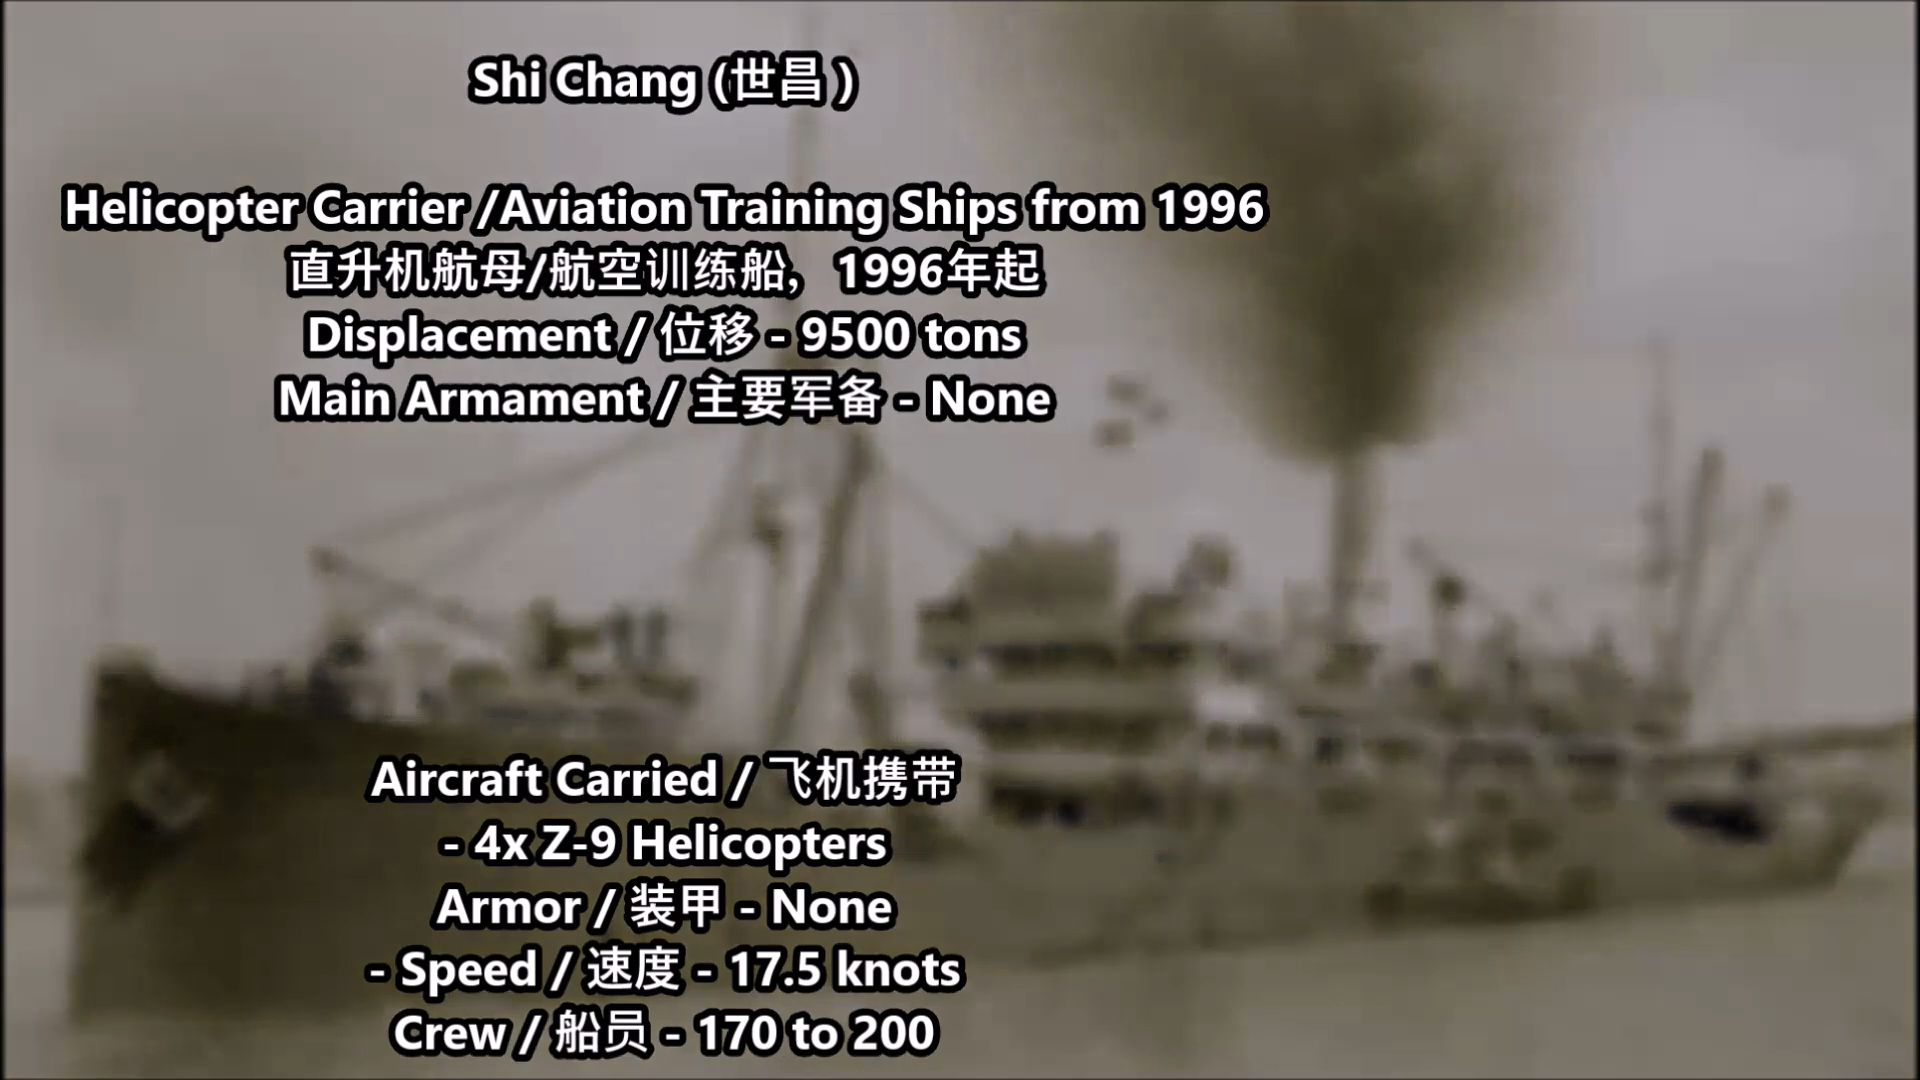 Shi Chang (世昌 )
Helicopter Carrier /Aviation Training Ships from 1996
直升机航母/航空训练船，1996年起
Displacement / 位移 - 9500 tons
Main Armament / 主要军备 - None
Aircraft Carried / 飞机携带
- 4x Z-9 Helicopters
Armor / 装甲 - None
- Speed / 速度 - 17.5 knots
Crew / 船员 - 170 to 200